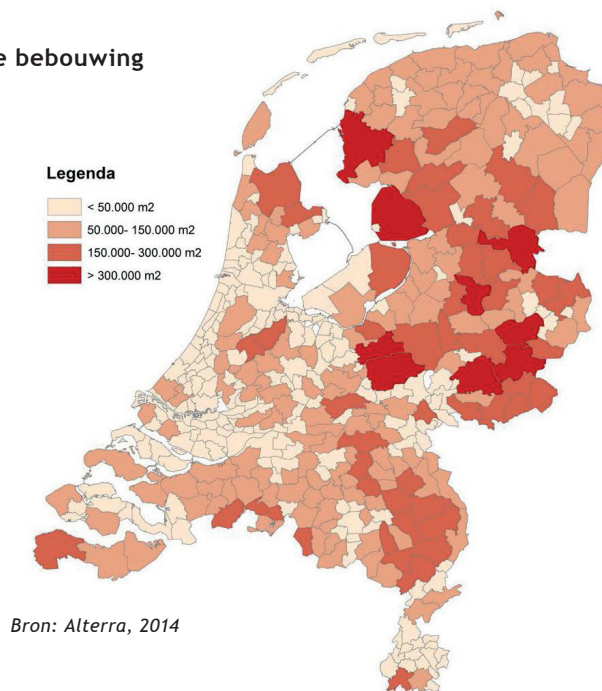 e bebouwing
Legenda
< 50.000 m2
50.000- 150.000 m2
150.000- 300.000 m2
> 300.000 m2
Bron: Alterra, 2014